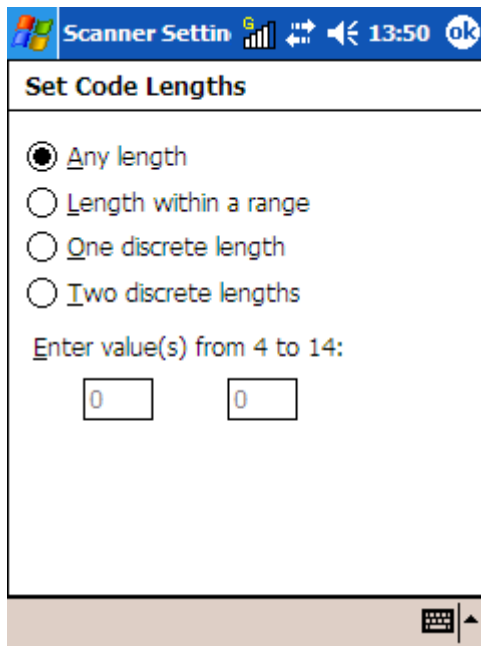 Scanner Settin G 13:50 ok
Set Code Lengths
Any length
Length within a range
One discrete length
Two discrete lengths
Enter value(s) from 4 to 14:
0 0